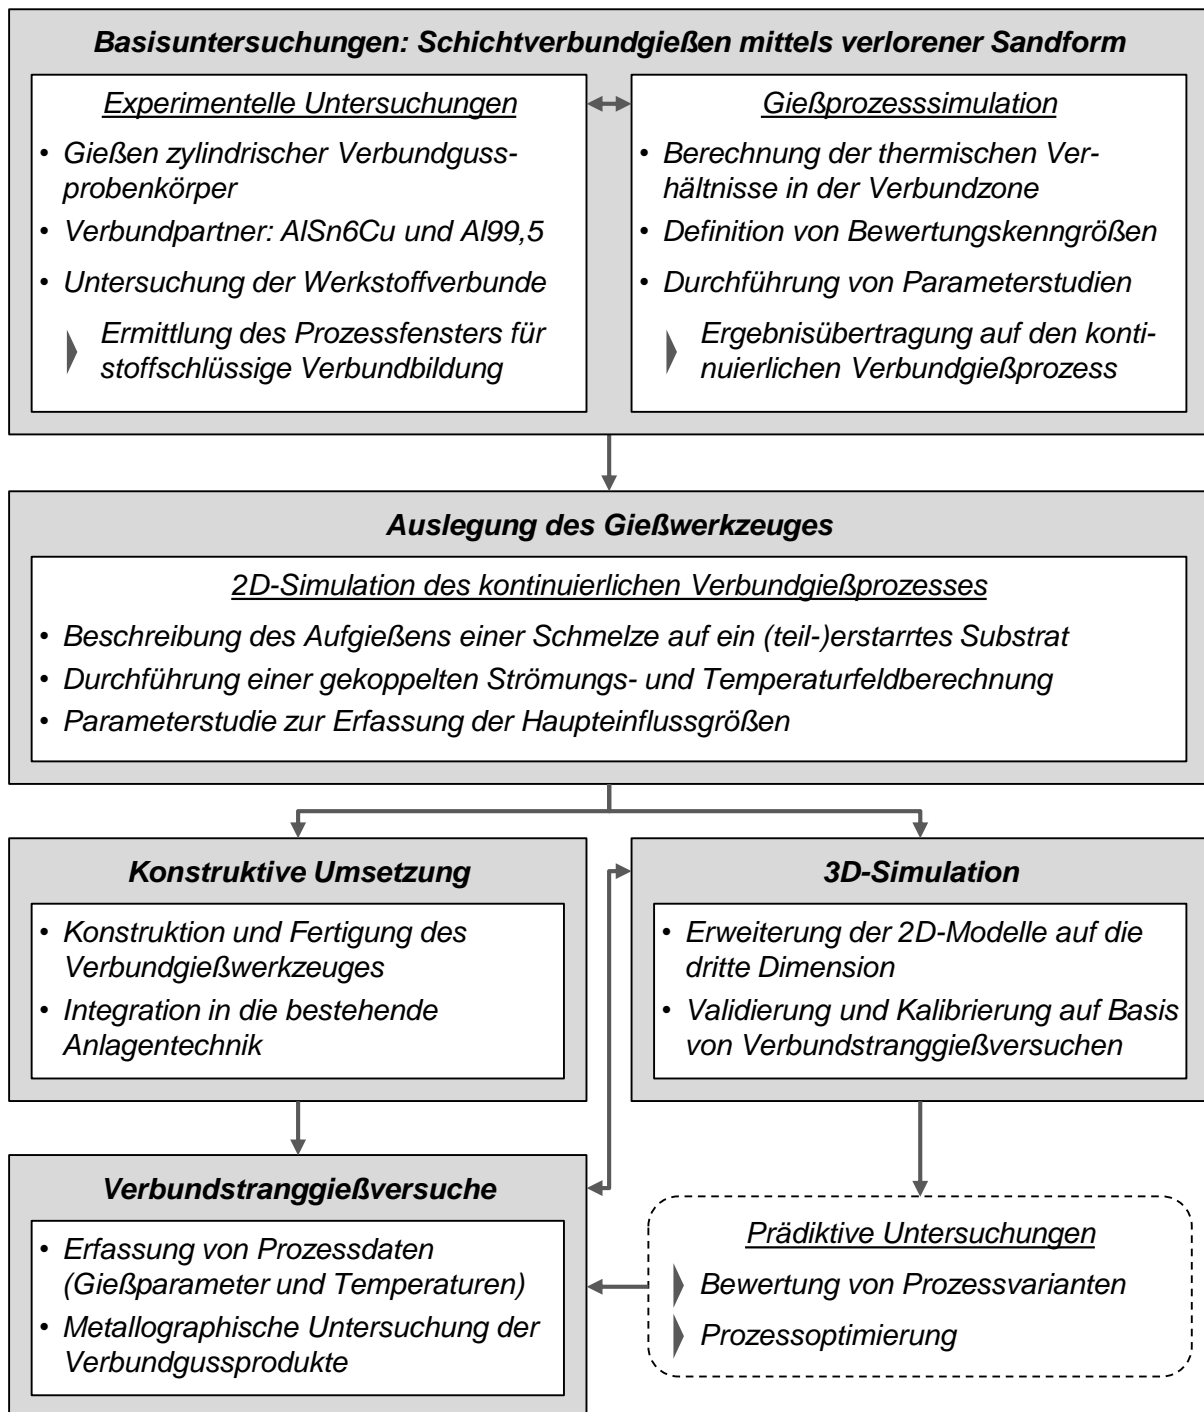 Basisuntersuchungen: Schichtverbundgießen mittels verlorener Sandform
Experimentelle Untersuchungen
• Gießen zylindrischer Verbundguss-
probenkörper
• Verbundpartner: AlSn6Cu und Al99,5
• Untersuchung der Werkstoffverbunde
Ermittlung des Prozessfensters für
stoffschlüssige Verbundbildung
Gießprozesssimulation
• Berechnung der thermischen Ver-
hältnisse in der Verbundzone
• Definition von Bewertungskenngrößen
• Durchführung von Parameterstudien
Ergebnisübertragung auf den konti-
nuierlichen Verbundgießprozess
Auslegung des Gießwerkzeuges
2D-Simulation des kontinuierlichen Verbundgießprozesses
• Beschreibung des Aufgießens einer Schmelze auf ein (teil-)erstarrtes Substrat
• Durchführung einer gekoppelten Strömungs- und Temperaturfeldberechnung
• Parameterstudie zur Erfassung der Haupteinflussgrößen
Konstruktive Umsetzung
• Konstruktion und Fertigung des
Verbundgießwerkzeuges
• Integration in die bestehende
Anlagentechnik
3D-Simulation
• Erweiterung der 2D-Modelle auf die
dritte Dimension
• Validierung und Kalibrierung auf Basis
von Verbundstranggießversuchen
Verbundstranggießversuche
• Erfassung von Prozessdaten
(Gießparameter und Temperaturen)
• Metallographische Untersuchung der
Verbundgussprodukte
Prädiktive Untersuchungen
Bewertung von Prozessvarianten
Prozessoptimierung